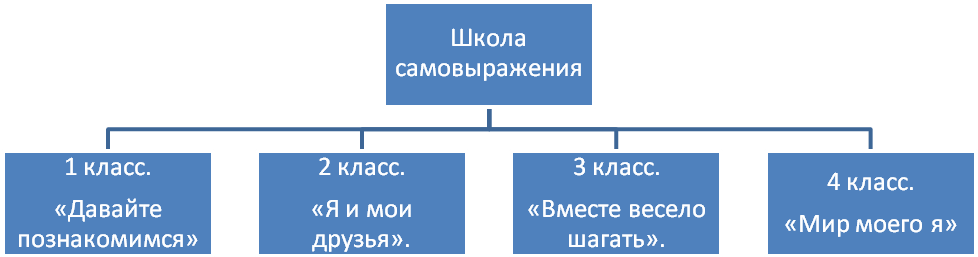 Школа
самовыражения
1 класс.
«Давайте
познакомимся»
2 класс.
«Я и мои
друзья».
3 класс.
«Вместе весело
шагать».
4 класс.
«Мир моего я»